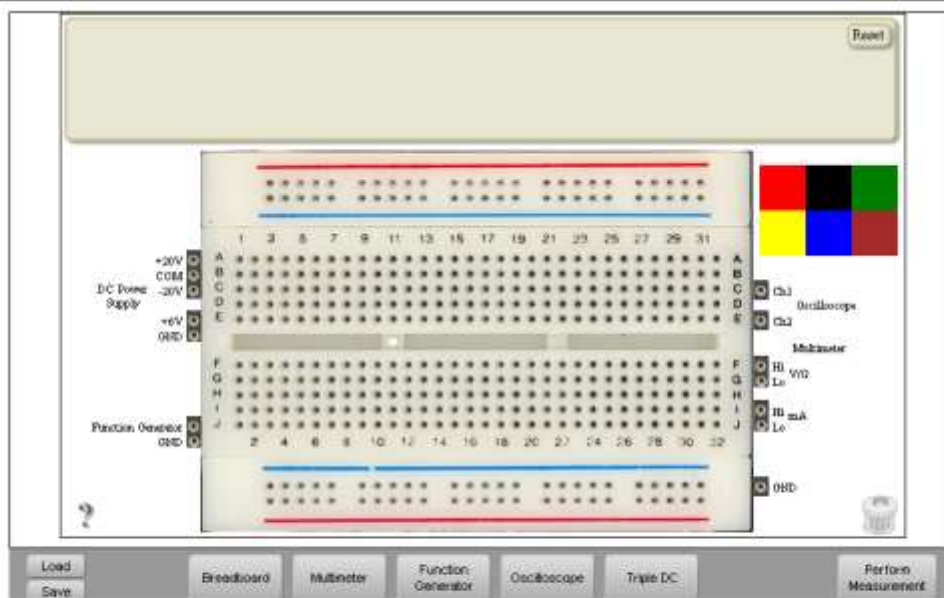 Reset
1 3 5 7 9 11 13 15 17 19 21 23 25 27 29 31
A A
B B
C C
D D
E E
+20V
COM
-20V
DC Power
Supply
+6V
GND
Ch1
Oscilloscope
Ch2
Multimeter
F F
G G
H H
I I
J J
Hi
Lo
V/Ω
Hi
Lo
mA
Function Generator
GND
2 4 6 8 10 12 14 16 18 20 22 24 26 28 30 32
GND
?
Load
Save
Breadboard
Multimeter
Function
Generator
Oscilloscope
Triple DC
Perform
Measurement